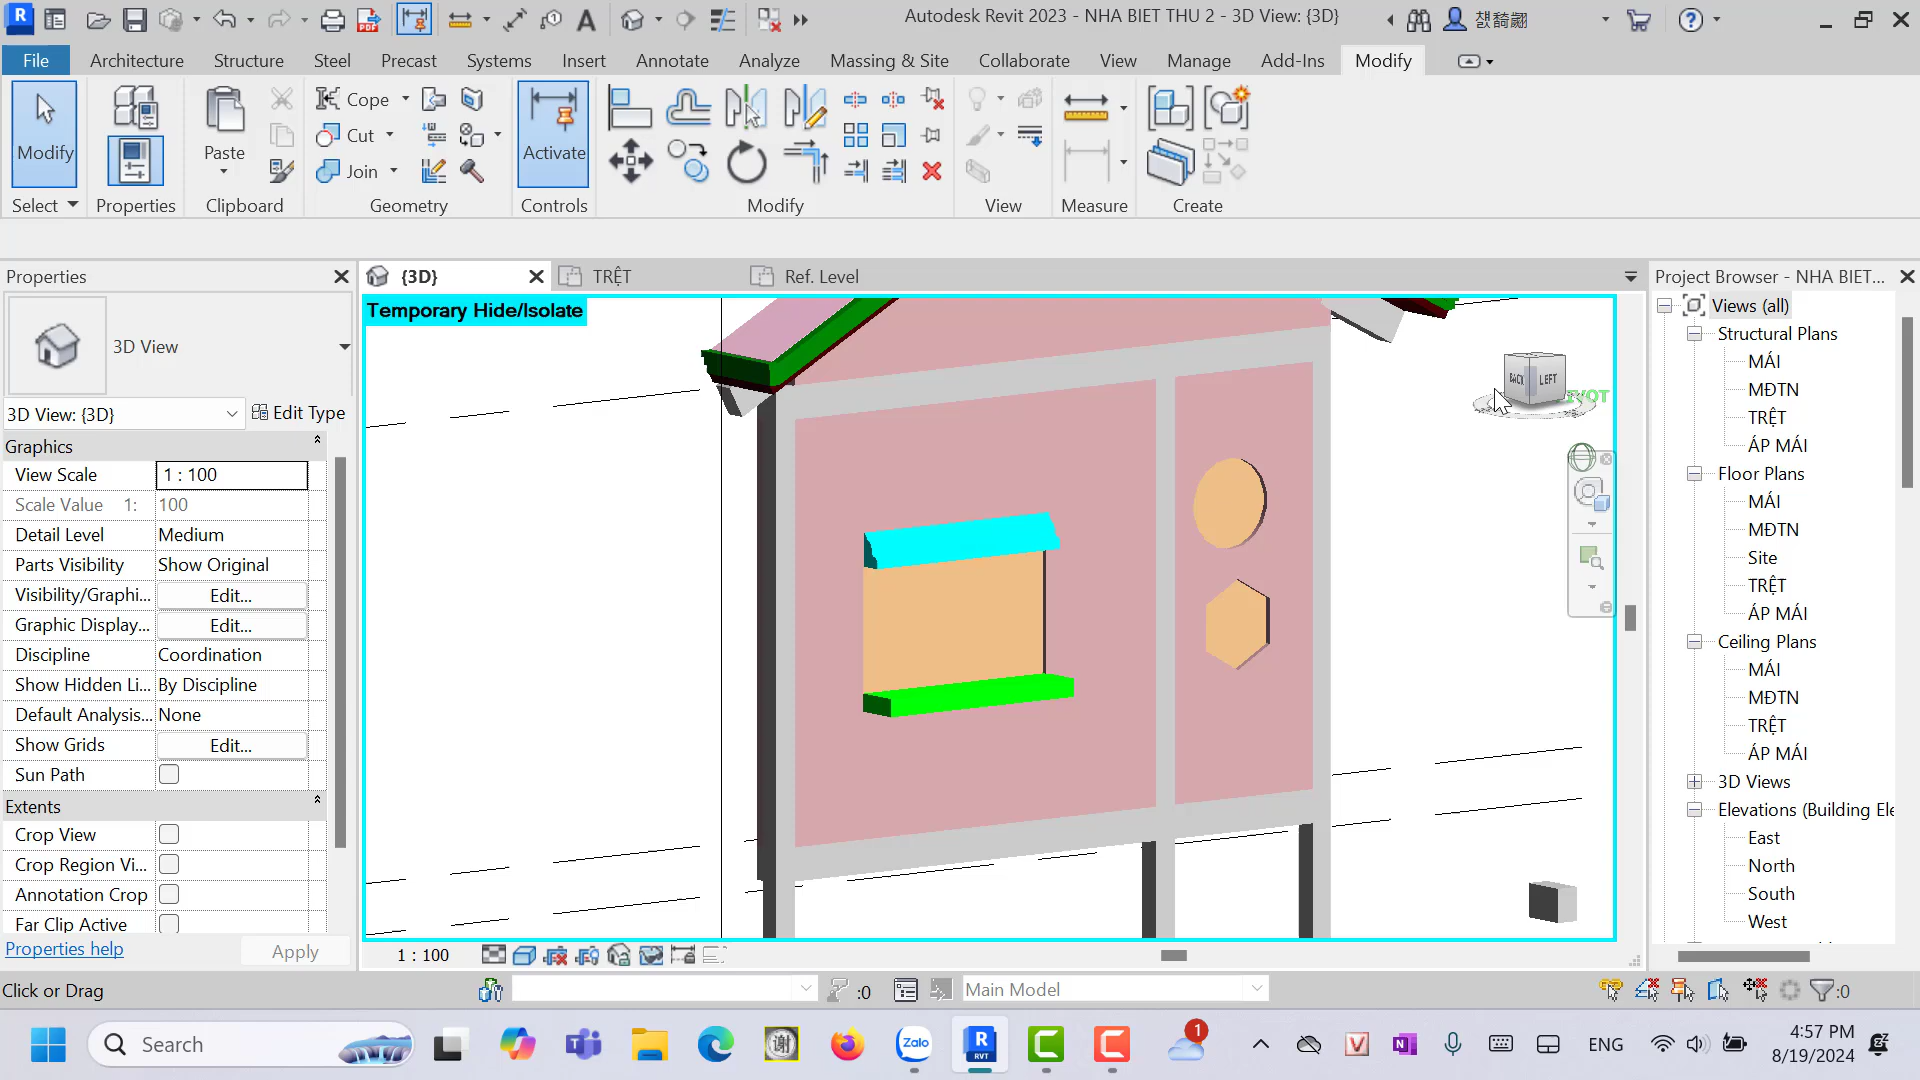 Autodesk Revit 2023 - NHA BIET THU 2 - 3D View: {3D}
File
Architecture
Structure
Steel
Precast
Systems
Insert
Annotate
Analyze
Massing & Site
Collaborate
View
Manage
Add-Ins
Modify
Modify
Paste
Cope
Cut
Join
Activate
Select
Properties
Clipboard
Geometry
Controls
Modify
View
Measure
Create
Properties
{3D}
TRỆT
Ref. Level
Project Browser - NHA BIET...
3D View
3D View: {3D}
Edit Type
Graphics
View Scale
1 : 100
Scale Value 1:
100
Detail Level
Medium
Parts Visibility
Show Original
Visibility/Graphi...
Edit...
Graphic Display...
Edit...
Discipline
Coordination
Show Hidden Li...
By Discipline
Default Analysis...
None
Show Grids
Edit...
Sun Path
Extents
Crop View
Crop Region Vi...
Annotation Crop
Far Clip Active
Properties help
Apply
Temporary Hide/Isolate
BACK
LEFT
Views (all)
Structural Plans
MÁI
MĐTN
TRỆT
ÁP MÁI
Floor Plans
MÁI
MĐTN
Site
TRỆT
ÁP MÁI
Ceiling Plans
MÁI
MĐTN
TRỆT
ÁP MÁI
3D Views
Elevations (Building Ele
East
North
South
West
1 : 100
Click or Drag
:0
Main Model
:0
Search
Zalo
R
RVT
1
ENG
4:57 PM
8/19/2024